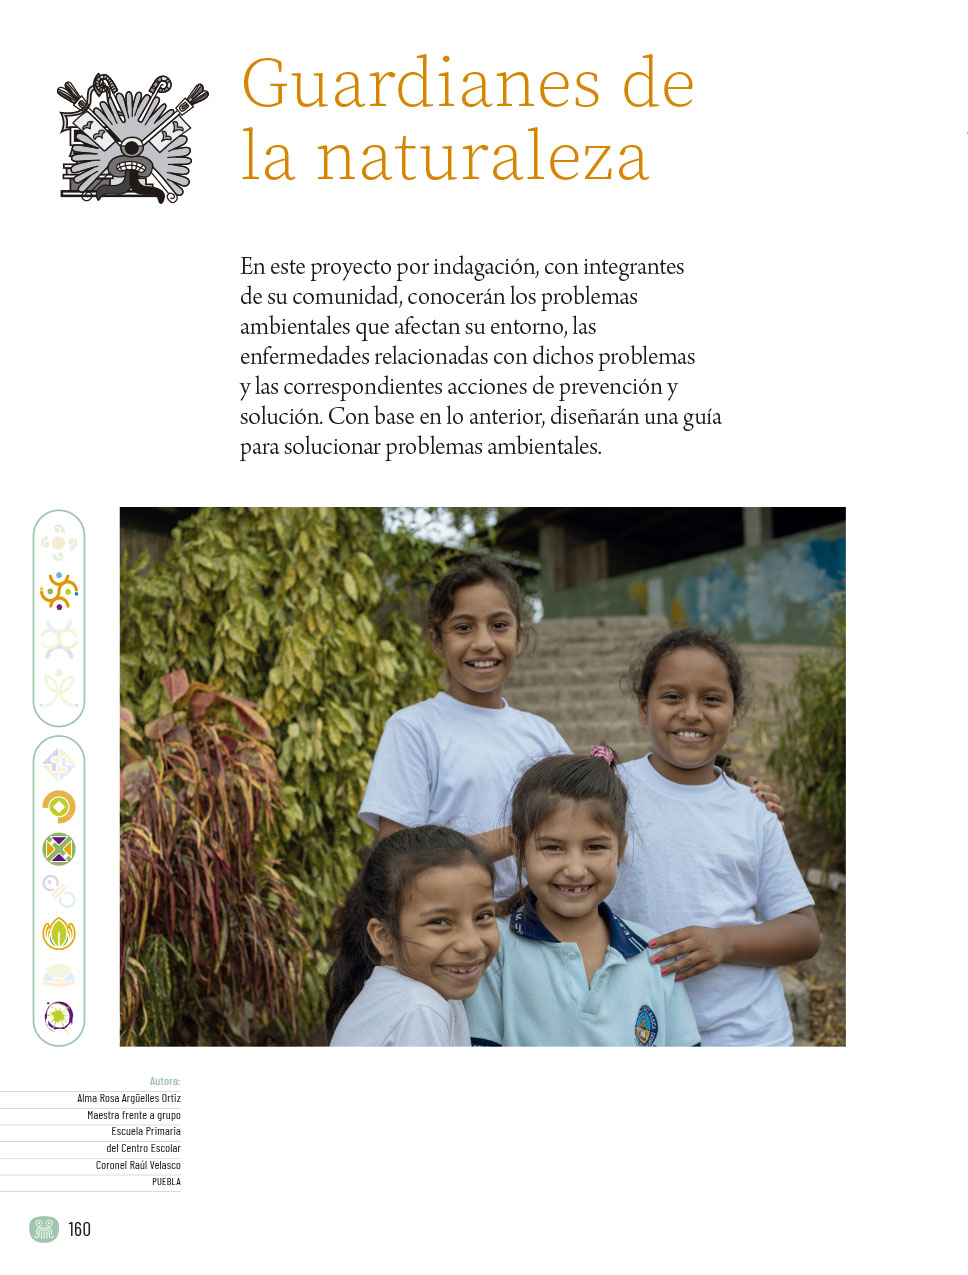 Guardianes de
la naturaleza
En este proyecto por indagación, con integrantes
de su comunidad, conocerán los problemas
ambientales que afectan su entorno, las
enfermedades relacionadas con dichos problemas
y las correspondientes acciones de prevención y
solución. Con base en lo anterior, diseñarán una guía
para solucionar problemas ambientales.
Autora:
Alma Rosa Argüelles Ortiz
Maestra frente a grupo
Escuela Primaria
del Centro Escolar
Coronel Raúl Velasco
PUEBLA
160